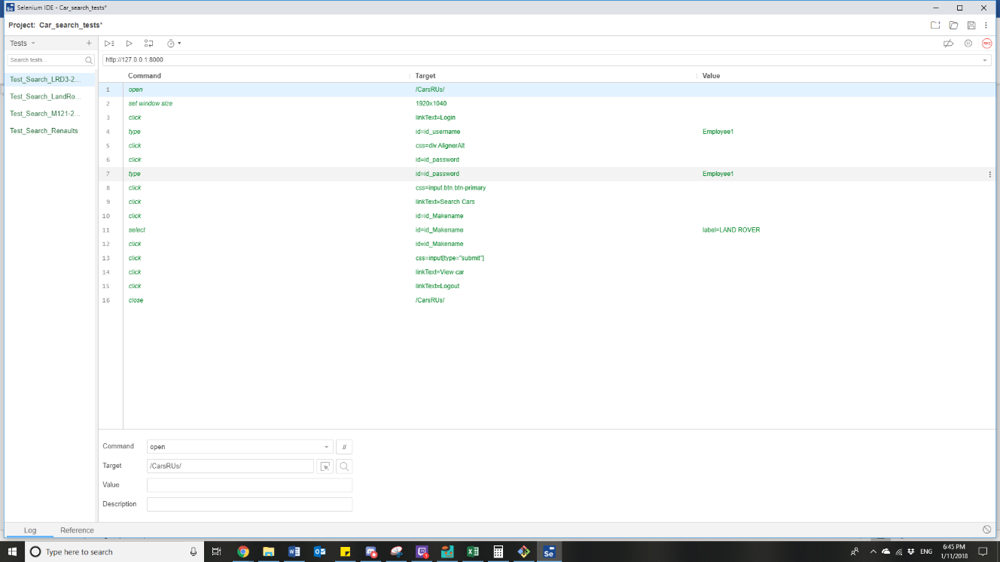 Selenium IDE - Car_search_tests*
Project: Car_search_tests*
Tests
REC
Search tests...
http://127.0.0.1:8000
Command Target Value
Test_Search_LRD3-2...
Test_Search_LandRo...
Test_Search_M121-2...
Test_Search_Renaults
1 open /CarsRUs/
2 set window size 1920x1040
3 click linkText=Login
4 type id=id_username Employee1
5 click css=div.AlignerAlt
6 click id=id_password
7 type id=id_password Employee1
8 click css=input.btn.btn-primary
9 click linkText=Search Cars
10 click id=id_Makename
11 select id=id_Makename label=LAND ROVER
12 click id=id_Makename
13 click css=input[type="submit"]
14 click linkText=View car
15 click linkText=Logout
16 close /CarsRUs/
Command open //
Target /CarsRUs/
Value
Description
Log Reference
Type here to search
ENG
6:45 PM
1/11/2018